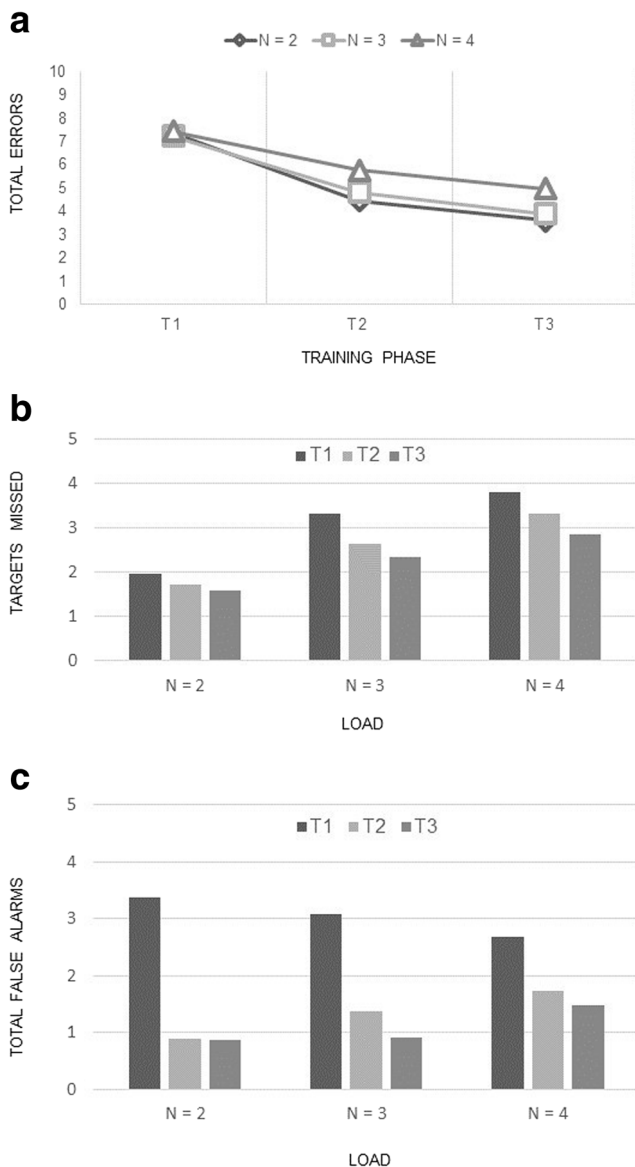 a
N = 2 N = 3 N = 4
TOTAL ERRORS
10
9
8
7
6
5
4
3
2
1
0
T1 T2 T3
TRAINING PHASE
b
T1 T2 T3
TARGETS MISSED
5
4
3
2
1
0
N = 2 N = 3 N = 4
LOAD
c
T1 T2 T3
TOTAL FALSE ALARMS
5
4
3
2
1
0
N = 2 N = 3 N = 4
LOAD